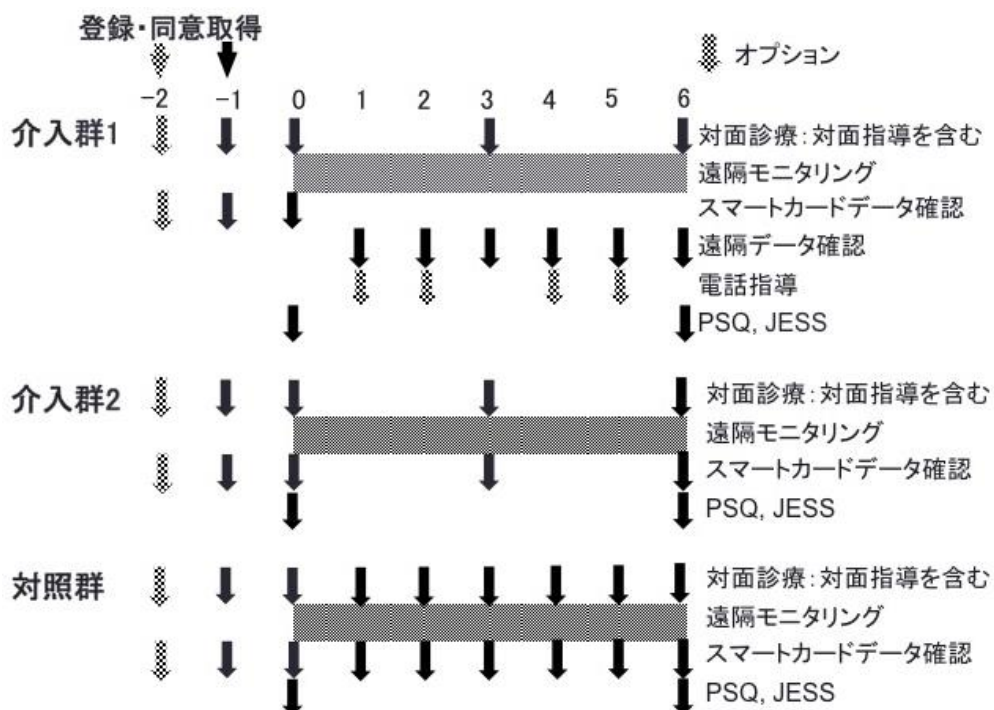 登録・同意取得
オプション
-2 -1 0 1 2 3 4 5 6
介入群1
対面診療:対面指導を含む
遠隔モニタリング
スマートカードデータ確認
遠隔データ確認
電話指導
PSQ, JESS
介入群2
対面診療:対面指導を含む
遠隔モニタリング
スマートカードデータ確認
PSQ, JESS
対照群
対面診療:対面指導を含む
遠隔モニタリング
スマートカードデータ確認
PSQ, JESS